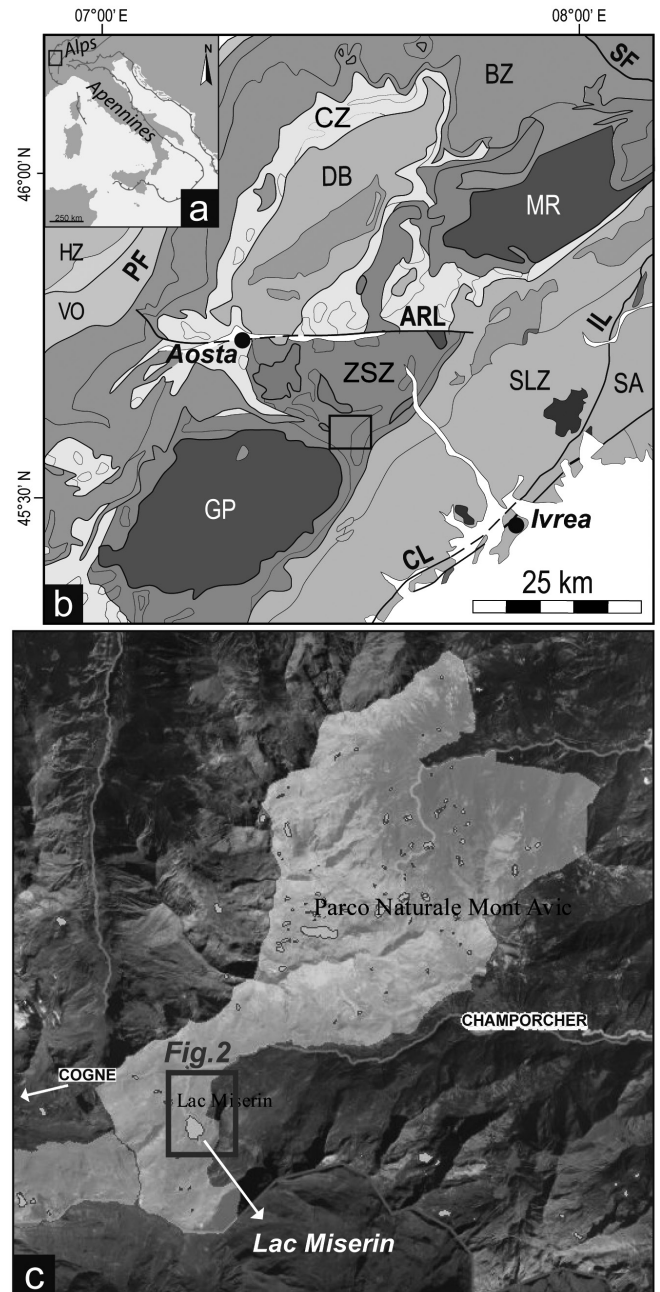 07°00' E
08°00' E
Alps
Apennines
N
250 km
a
46°00' N
45°30' N
SF
BZ
CZ
DB
MR
HZ
PF
VO
ARL
Aosta
ZSZ
IL
SLZ
SA
GP
Ivrea
CL
25 km
b
Parco Naturale Mont Avic
CHAMPORCHER
Fig.2
COGNE
Lac Miserin
Lac Miserin
c